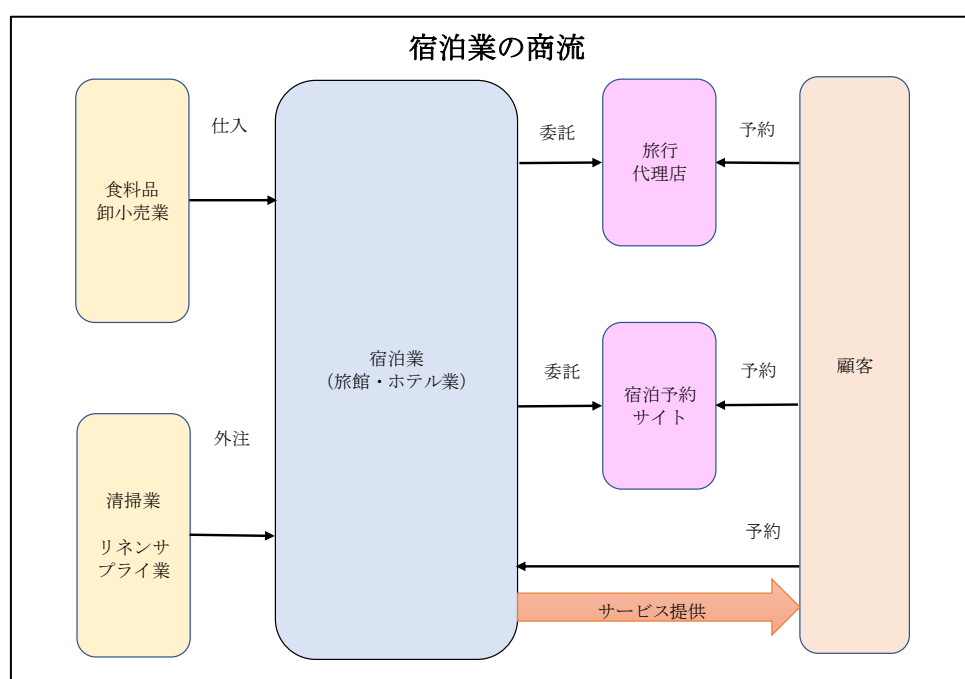 宿泊業の商流
仕入
食料品
卸小売業
外注
清掃業
リネンサ
プライ業
宿泊業
(旅館・ホテル業)
委託
旅行
代理店
予約
委託
宿泊予約
サイト
予約
予約
サービス提供
顧客